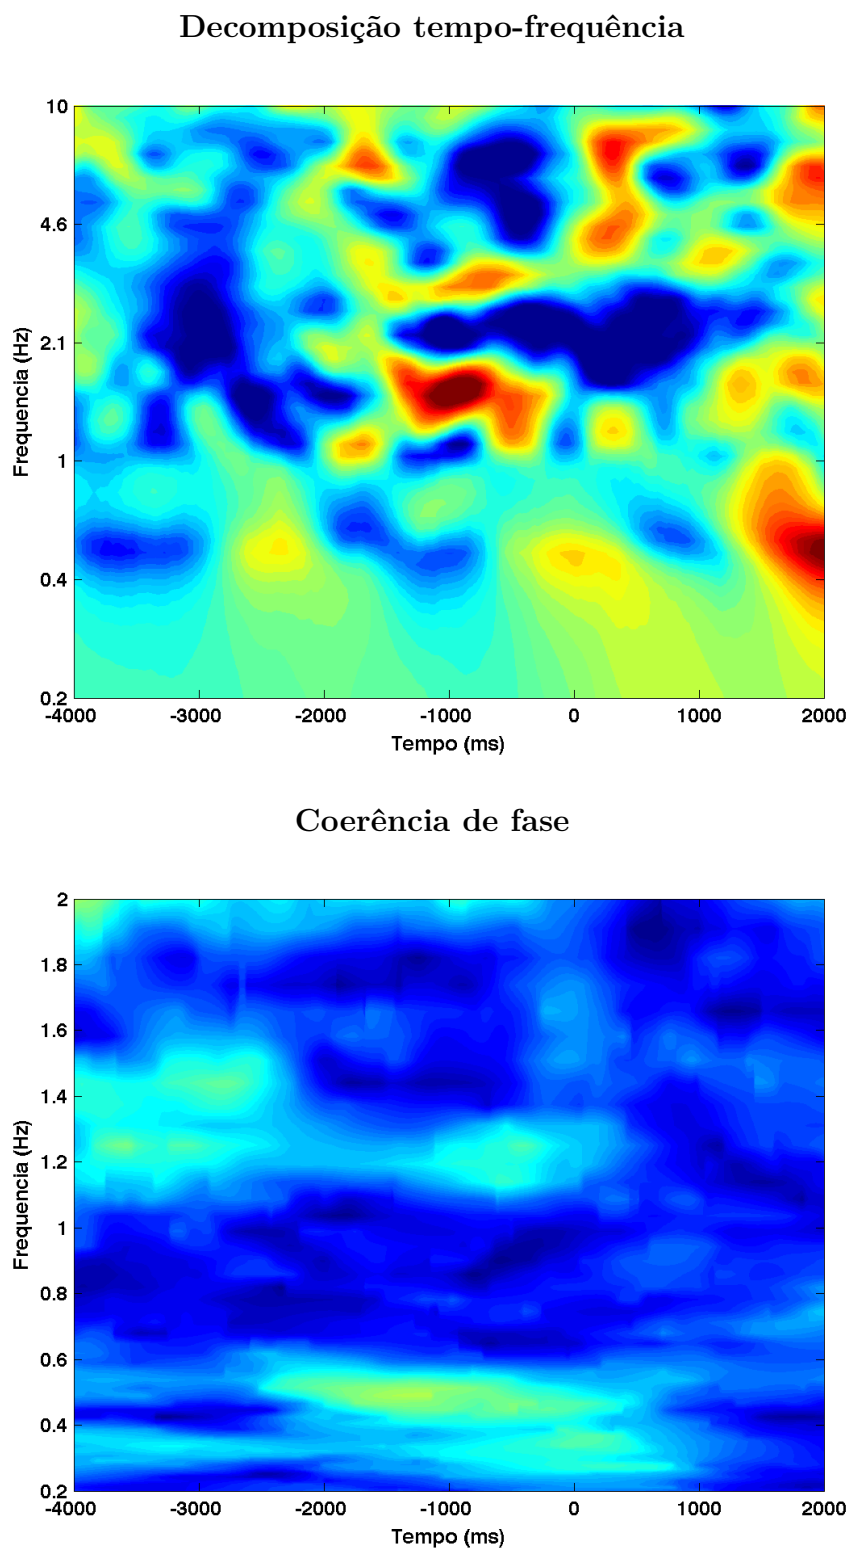 Decomposição tempo-frequência
10
4.6
2.1
1
0.4
0.2
Frequencia (Hz)
-4000 -3000 -2000 -1000 0 1000 2000
Tempo (ms)
Coerência de fase
2
1.8
1.6
1.4
1.2
1
0.8
0.6
0.4
0.2
Frequencia (Hz)
-4000 -3000 -2000 -1000 0 1000 2000
Tempo (ms)